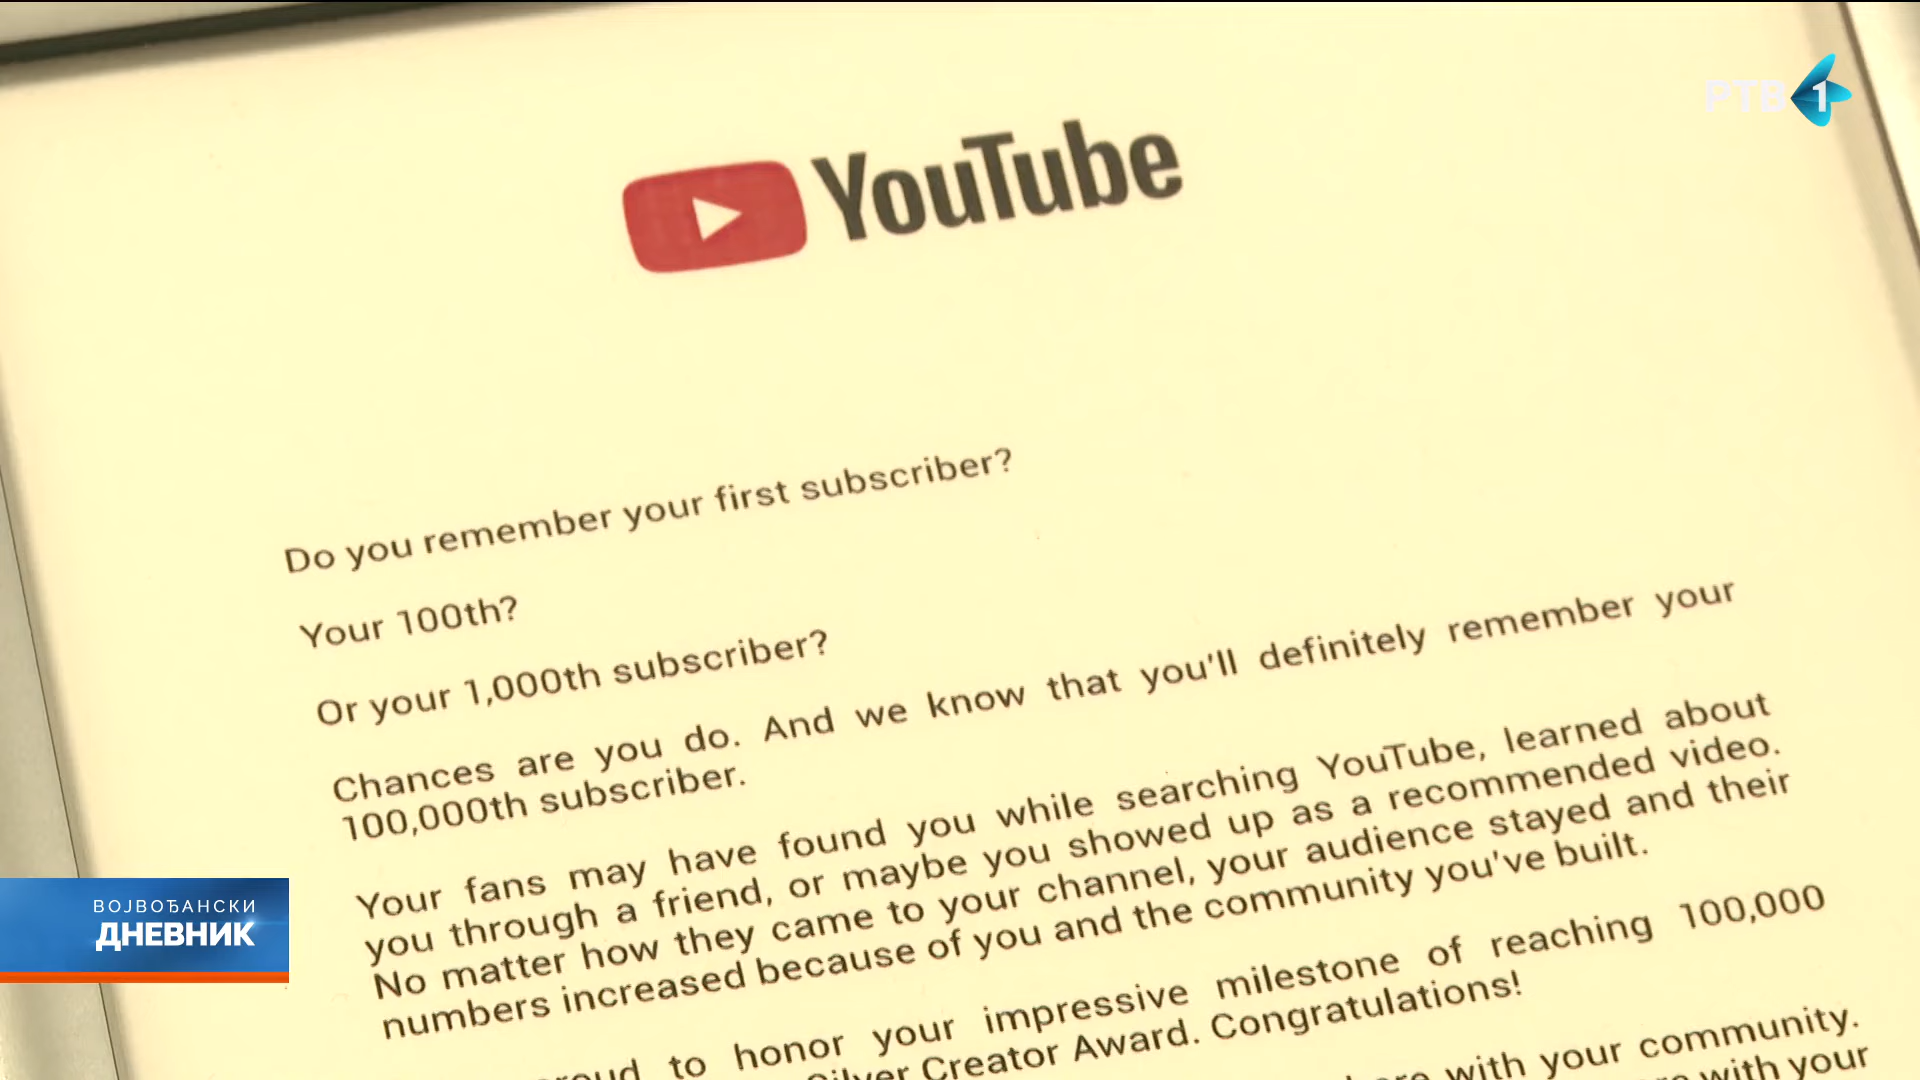 РТВ 1
YouTube
Do you remember your first subscriber?
Your 100th?
Or your 1,000th subscriber?
Chances are you do. And we know that you'll definitely remember your
100,000th subscriber.
Your fans may have found you while searching YouTube, learned about
you through a friend, or maybe you showed up as a recommended video.
No matter how they came to your channel, your audience stayed and their
numbers increased because of you and the community you've built.
to honor your impressive milestone of reaching 100,000
Silver Creator Award. Congratulations!
with your community.
with your
ВОЈВОЂАНСКИ
ДНЕВНИК